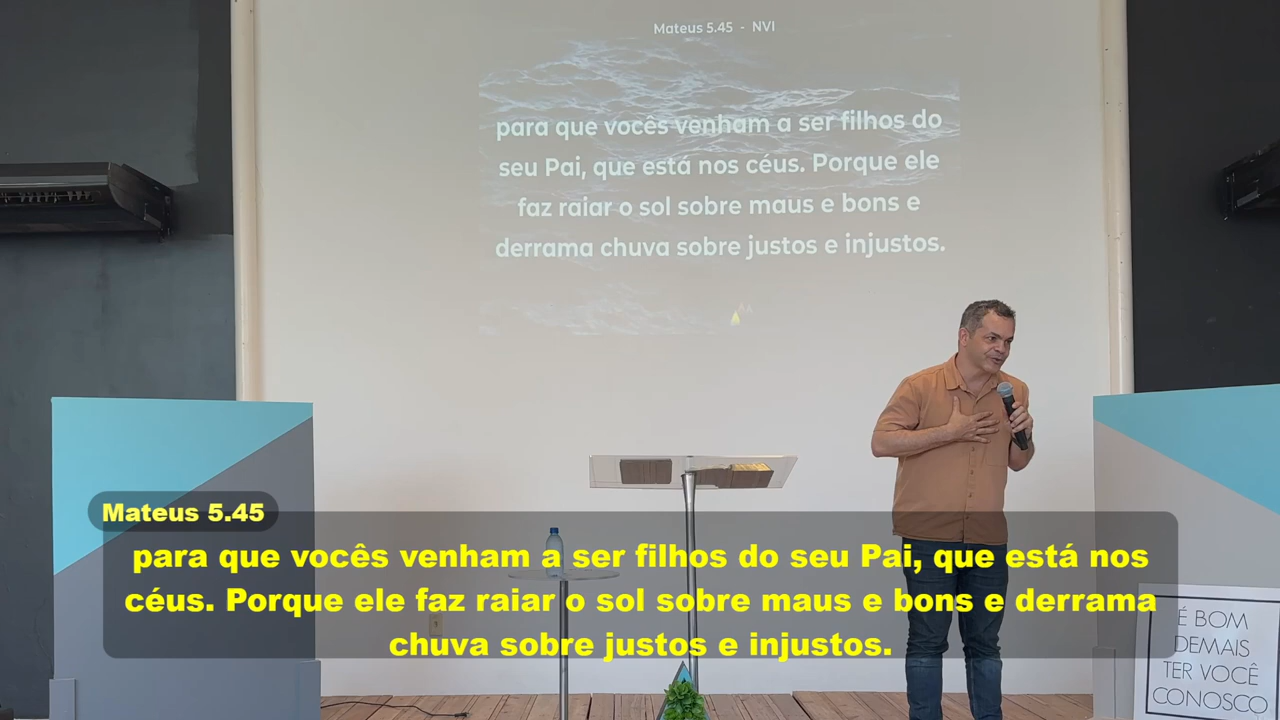 Mateus 5.45 - NVI
para que vocês venham a ser filhos do
seu Pai, que está nos céus. Porque ele
faz raiar o sol sobre maus e bons e
derrama chuva sobre justos e injustos.
Mateus 5.45
para que vocês venham a ser filhos do seu Pai, que está nos
céus. Porque ele faz raiar o sol sobre maus e bons e derrama
chuva sobre justos e injustos.
É BOM
DEMAIS
TER VOCÊ
CONOSCO